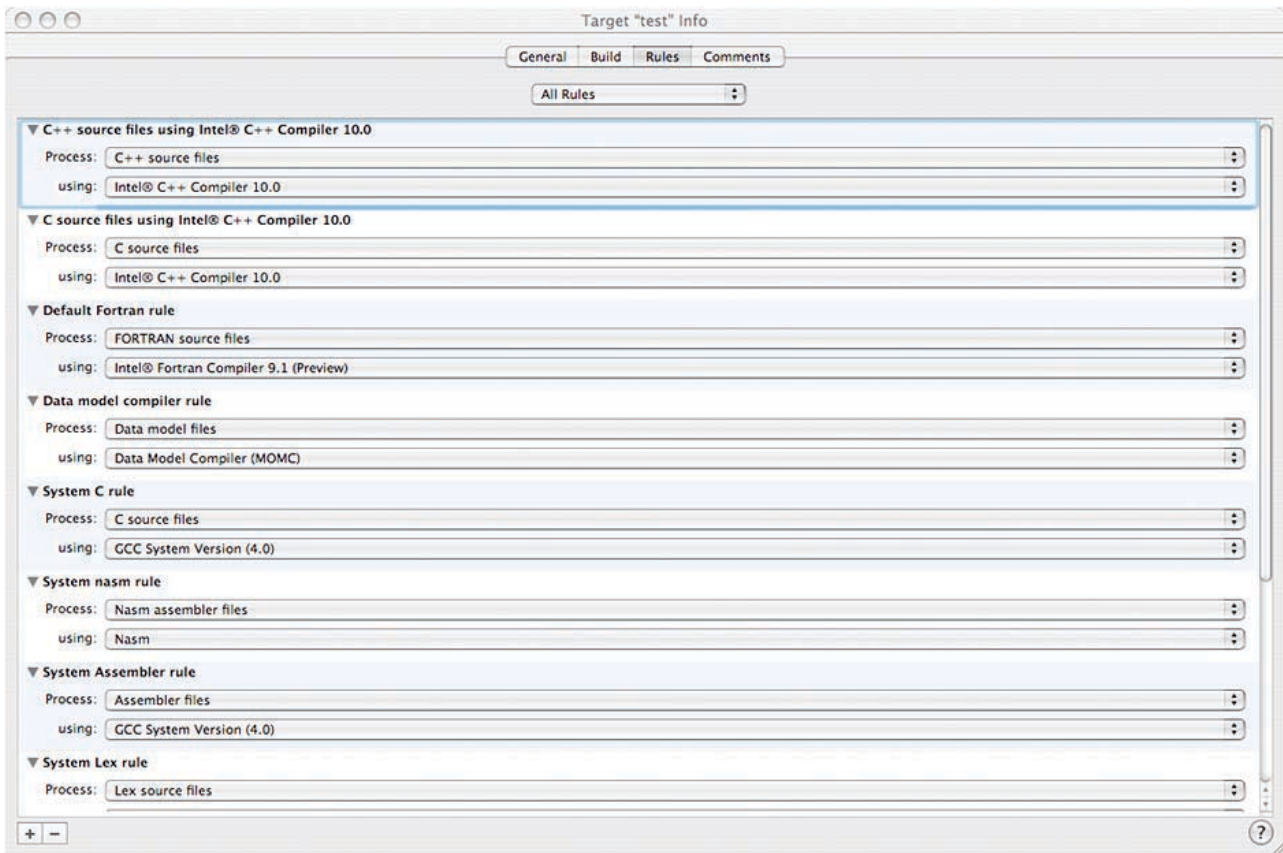 Target "test" Info
General Build Rules Comments
All Rules
C++ source files using Intel® C++ Compiler 10.0
Process: C++ source files
using: Intel® C++ Compiler 10.0
C source files using Intel® C++ Compiler 10.0
Process: C source files
using: Intel® C++ Compiler 10.0
Default Fortran rule
Process: FORTRAN source files
using: Intel® Fortran Compiler 9.1 (Preview)
Data model compiler rule
Process: Data model files
using: Data Model Compiler (MOMC)
System C rule
Process: C source files
using: GCC System Version (4.0)
System nasm rule
Process: Nasm assembler files
using: Nasm
System Assembler rule
Process: Assembler files
using: GCC System Version (4.0)
System Lex rule
Process: Lex source files
+ − ?